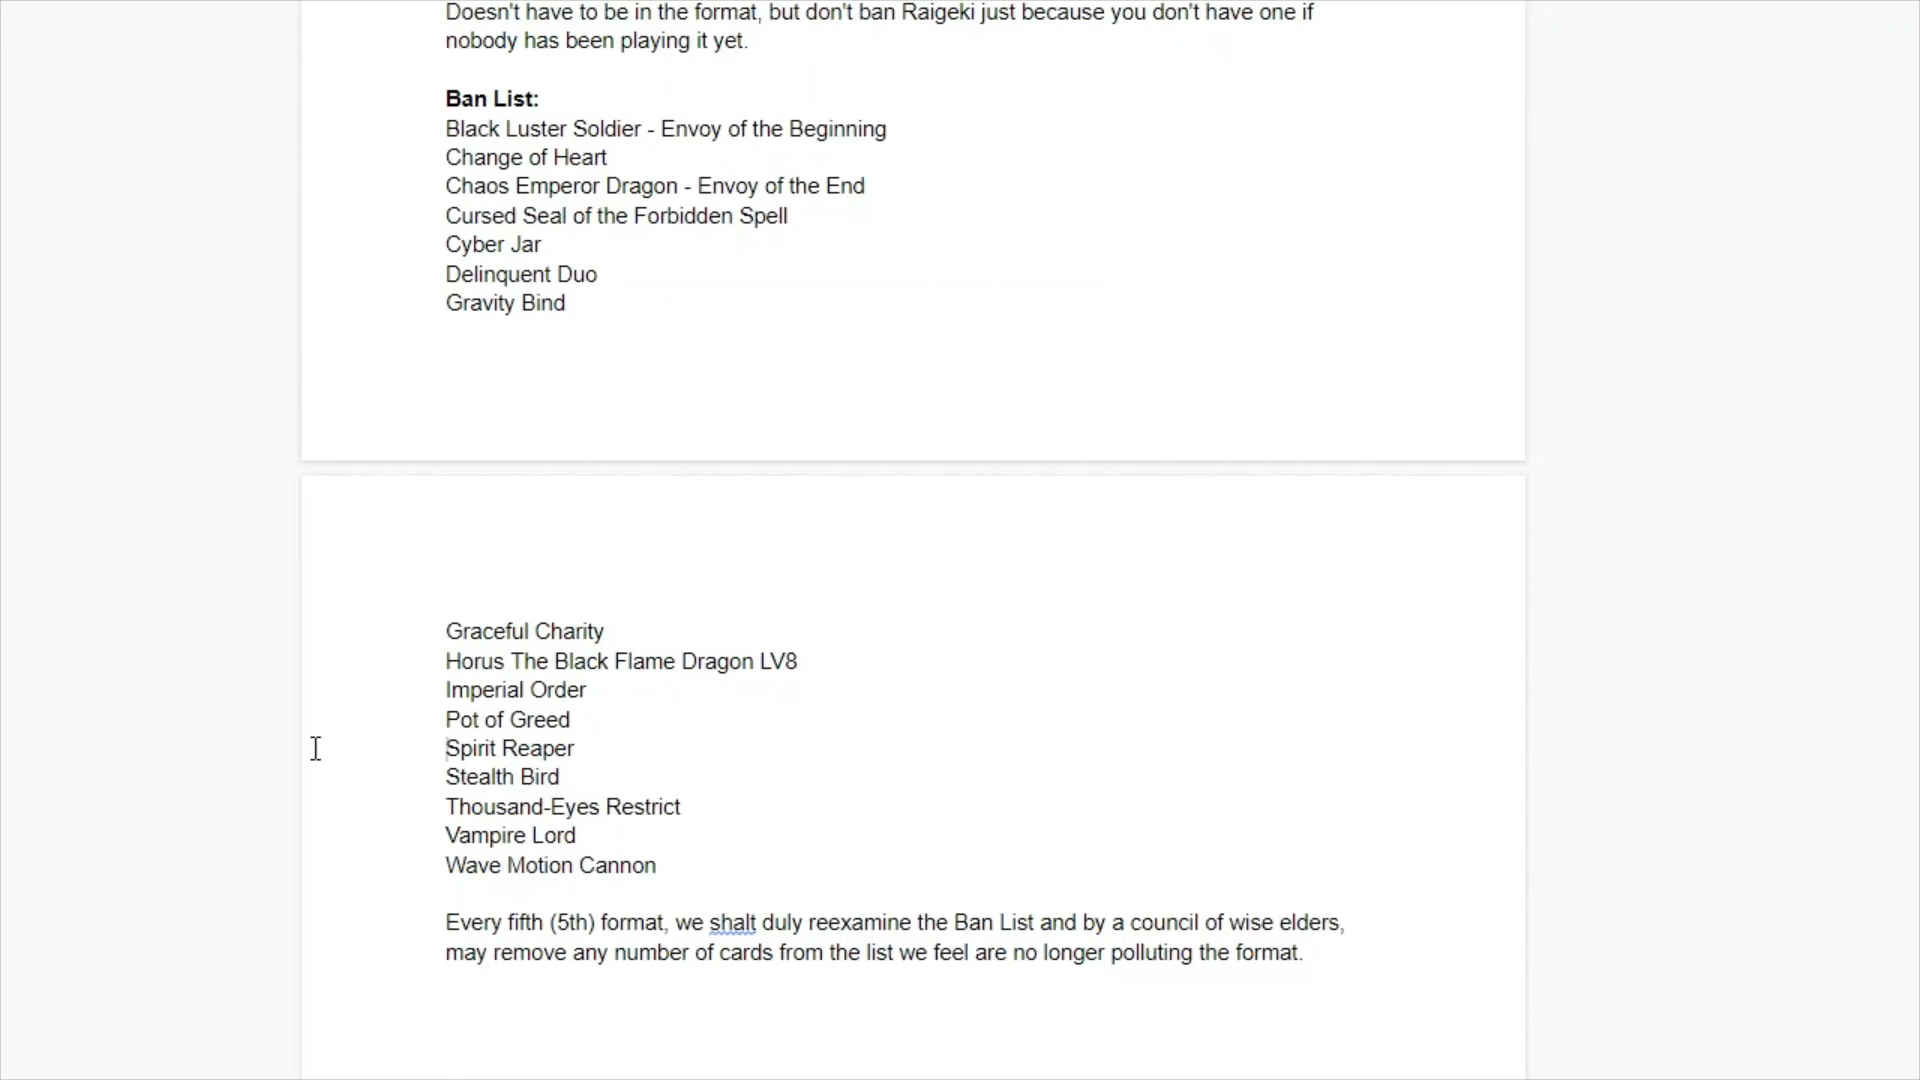 Doesn't have to be in the format, but don't ban Raigeki just because you don't have one if
nobody has been playing it yet.
Ban List:
Black Luster Soldier - Envoy of the Beginning
Change of Heart
Chaos Emperor Dragon - Envoy of the End
Cursed Seal of the Forbidden Spell
Cyber Jar
Delinquent Duo
Gravity Bind
Graceful Charity
Horus The Black Flame Dragon LV8
Imperial Order
Pot of Greed
Spirit Reaper
Stealth Bird
Thousand-Eyes Restrict
Vampire Lord
Wave Motion Cannon
Every fifth (5th) format, we shalt duly reexamine the Ban List and by a council of wise elders,
may remove any number of cards from the list we feel are no longer polluting the format.